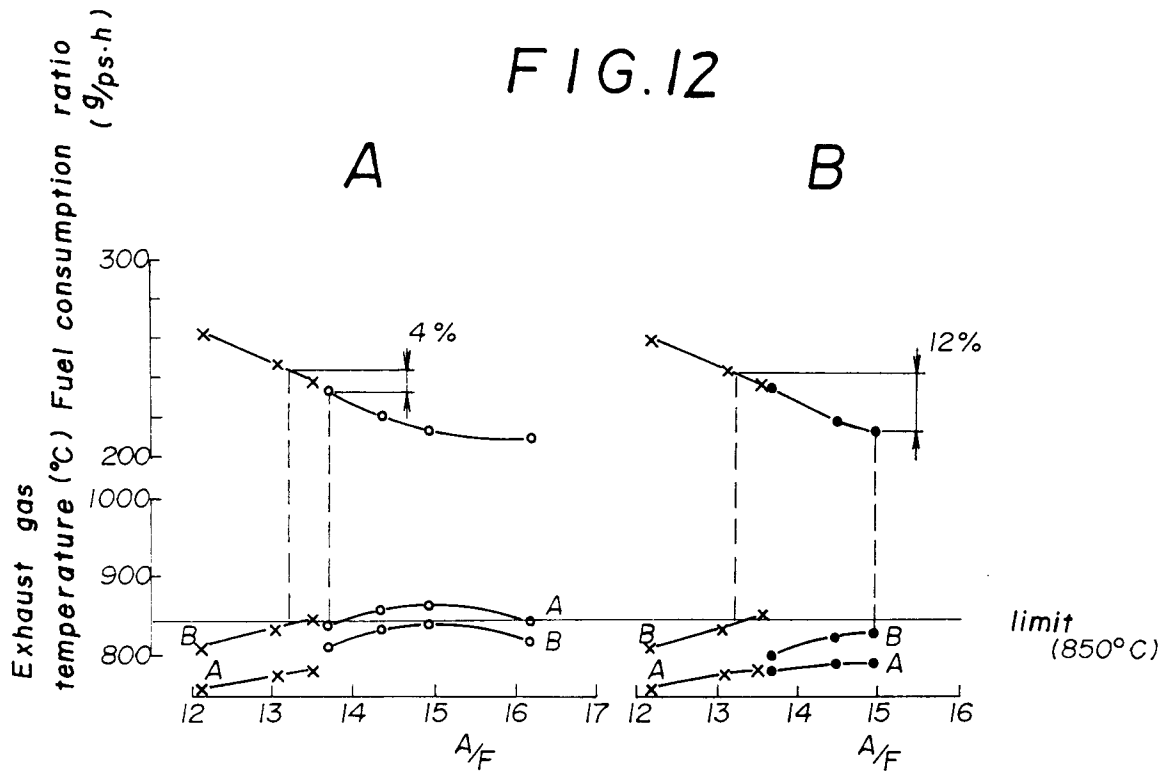 FIG.12
A
B
Fuel consumption ratio
(g/ps·h)
Exhaust gas
temperature (°C)
300
200
1000
900
800
4%
B
A
A
B
12 13 14 15 16 17
A/F
12%
B
A
B
A
12 13 14 15 16
A/F
limit
(850°C)